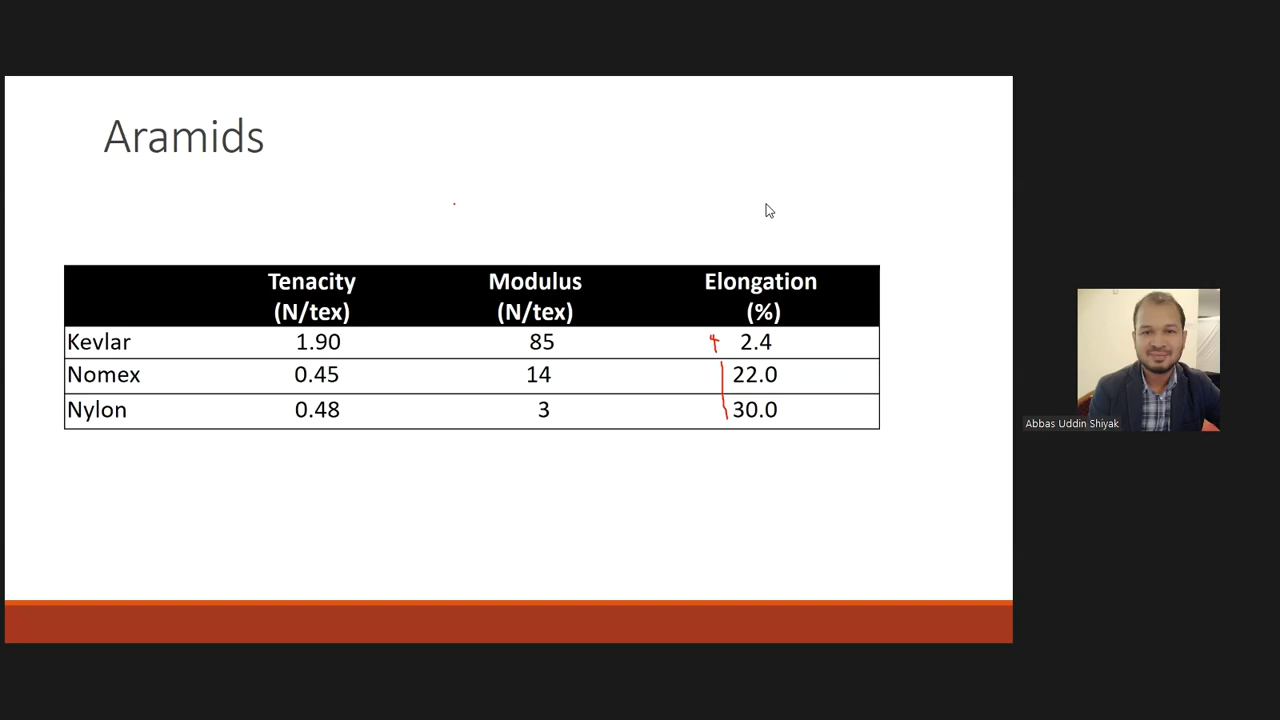 Aramids
Tenacity (N/tex) Modulus (N/tex) Elongation (%)
Kevlar 1.90 85 2.4
Nomex 0.45 14 22.0
Nylon 0.48 3 30.0
Abbas Uddin Shiyak